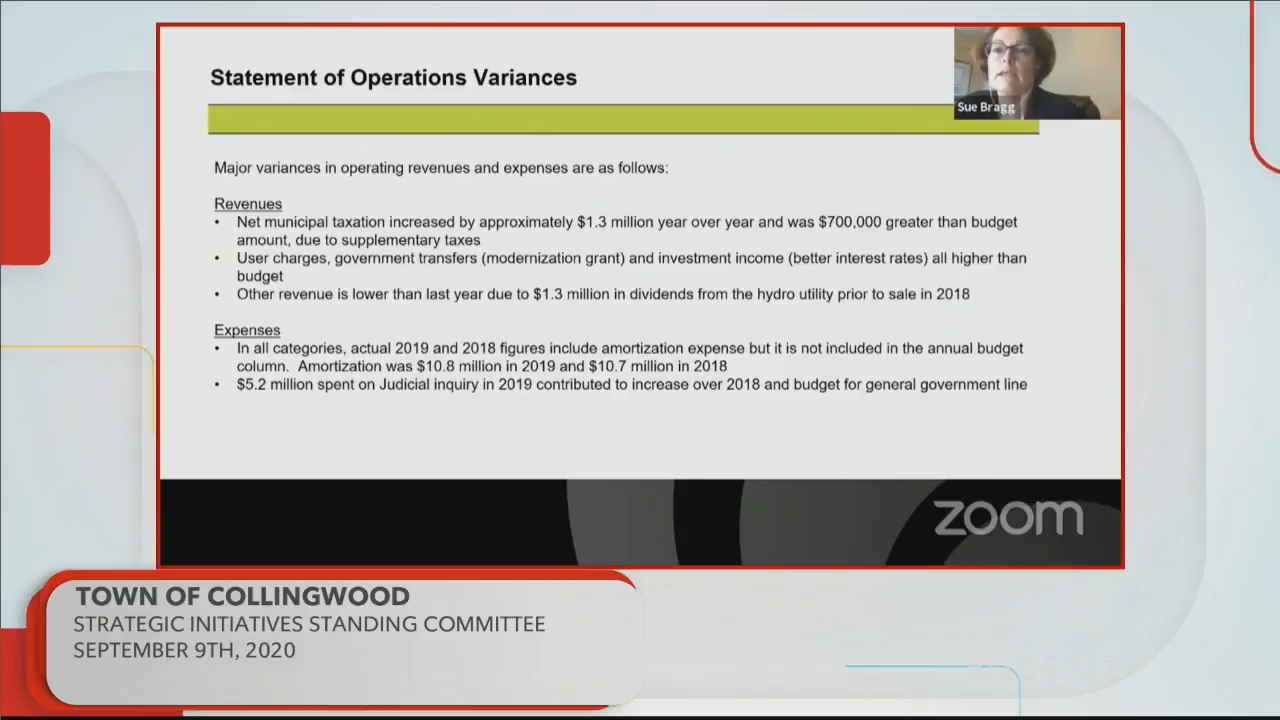 Statement of Operations Variances
Sue Bragg
Major variances in operating revenues and expenses are as follows:
Revenues
• Net municipal taxation increased by approximately $1.3 million year over year and was $700,000 greater than budget
amount, due to supplementary taxes
• User charges, government transfers (modernization grant) and investment income (better interest rates) all higher than
budget
• Other revenue is lower than last year due to $1.3 million in dividends from the hydro utility prior to sale in 2018
Expenses
• In all categories, actual 2019 and 2018 figures include amortization expense but it is not included in the annual budget
column. Amortization was $10.8 million in 2019 and $10.7 million in 2018
• $5.2 million spent on Judicial inquiry in 2019 contributed to increase over 2018 and budget for general government line
zoom
TOWN OF COLLINGWOOD
STRATEGIC INITIATIVES STANDING COMMITTEE
SEPTEMBER 9TH, 2020